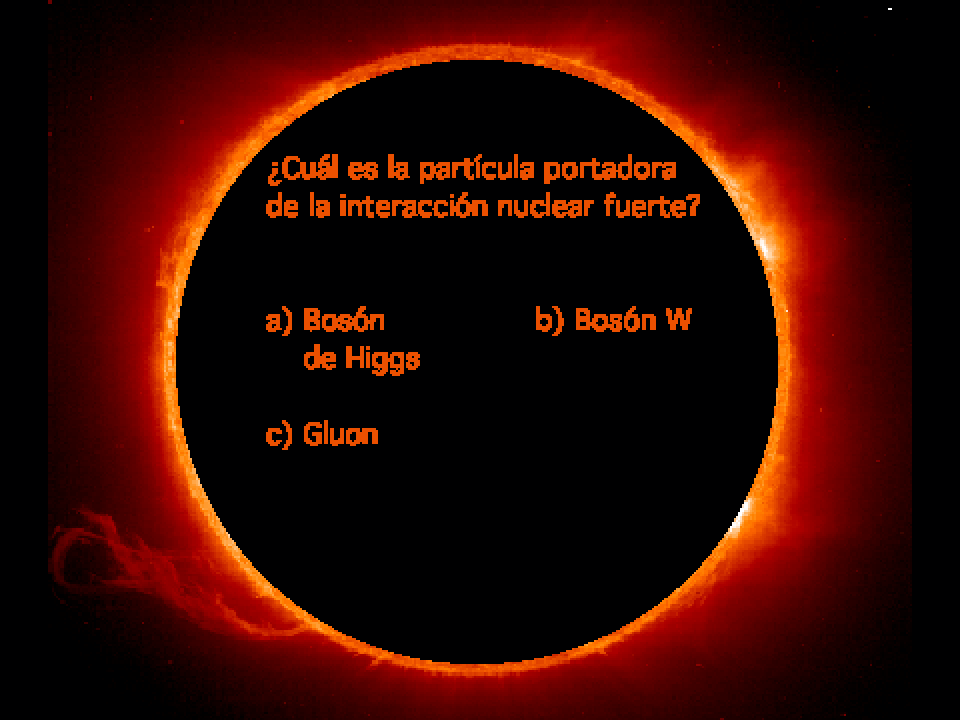 ¿Cuál es la partícula portadora
de la interacción nuclear fuerte?
a) Bosón
de Higgs
b) Bosón W
c) Gluon